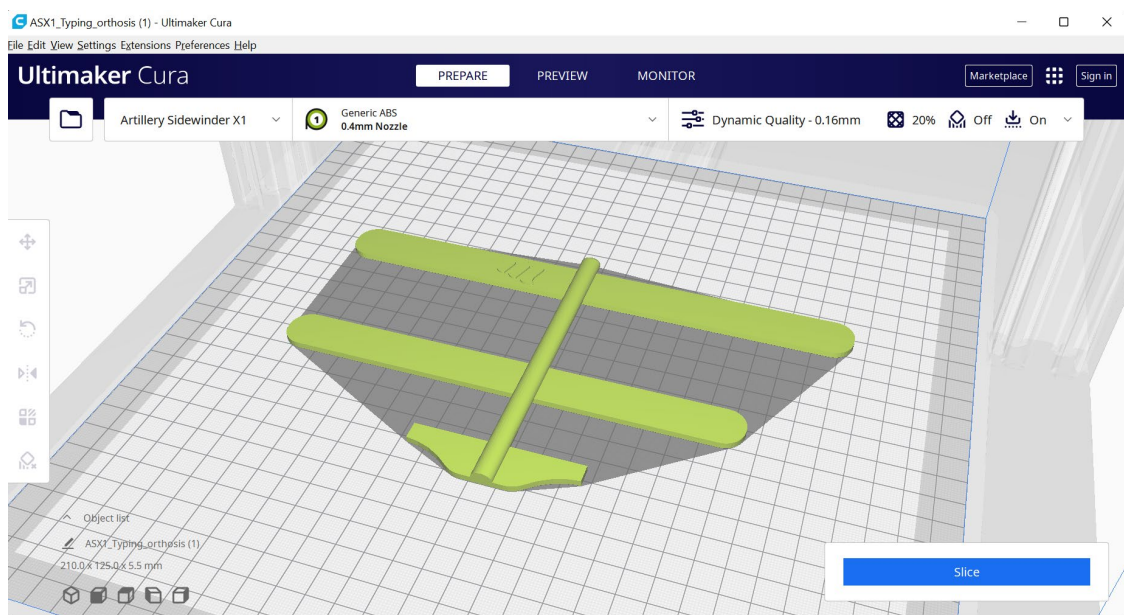 ASX1_Typing_orthosis (1) - Ultimaker Cura
File Edit View Settings Extensions Preferences Help
Ultimaker Cura PREPARE PREVIEW MONITOR Marketplace Sign in
Artillery Sidewinder X1
1
Generic ABS
0.4mm Nozzle
Dynamic Quality - 0.16mm 20% Off On
Object list
ASX1_Typing_orthosis (1)
210.0 x 125.0 x 5.5 mm
Slice